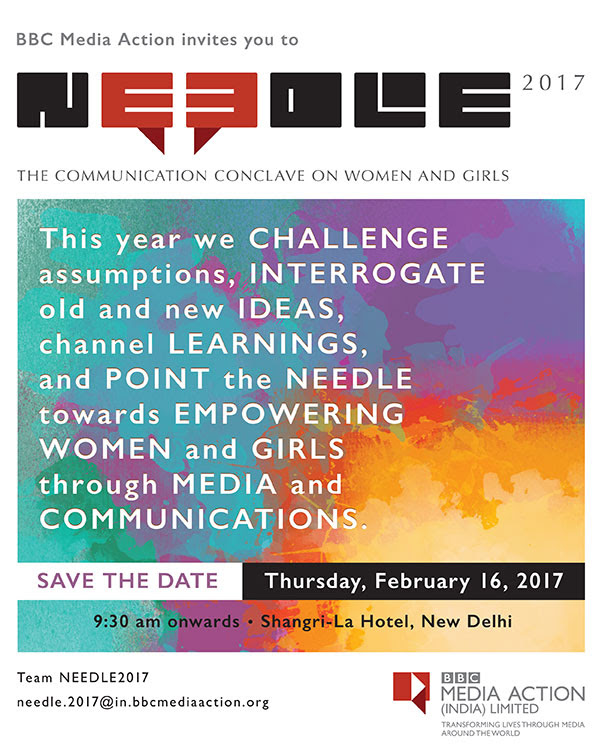 BBC Media Action invites you to
NEEDLE 2017
THE COMMUNICATION CONCLAVE ON WOMEN AND GIRLS
This year we CHALLENGE
assumptions, INTERROGATE
old and new IDEAS,
channel LEARNINGS,
and POINT the NEEDLE
towards EMPOWERING
WOMEN and GIRLS
through MEDIA and
COMMUNICATIONS.
SAVE THE DATE Thursday, February 16, 2017
9:30 am onwards • Shangri-La Hotel, New Delhi
Team NEEDLE2017
needle.2017@in.bbcmediaaction.org
BBC
MEDIA ACTION
(INDIA) LIMITED
TRANSFORMING LIVES THROUGH MEDIA
AROUND THE WORLD